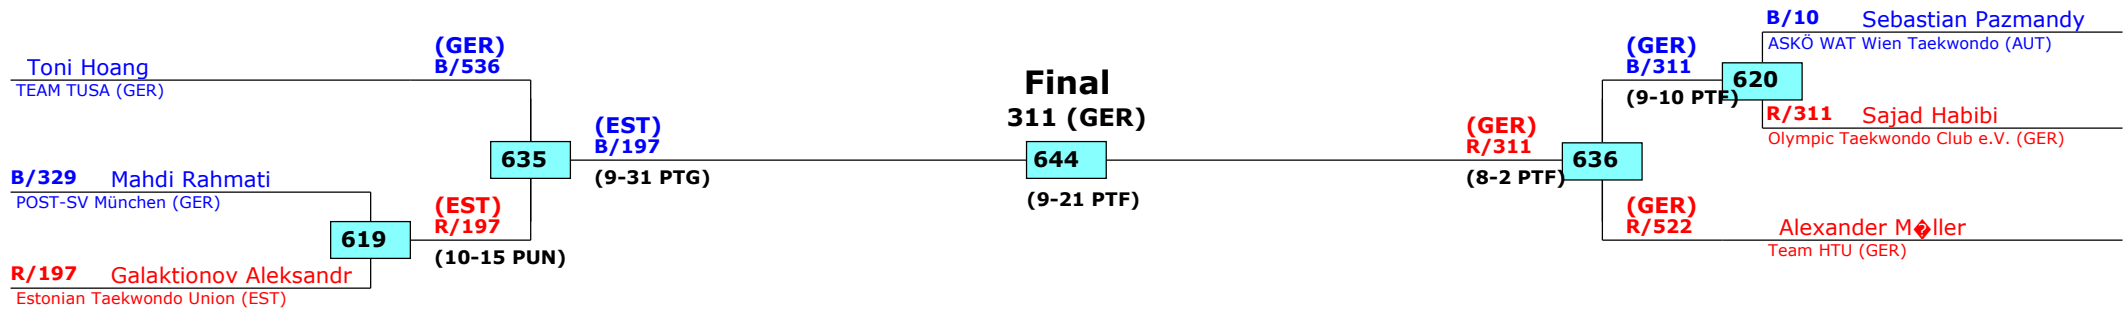 Toni Hoang
TEAM TUSA (GER)
(GER)
B/536
B/329 Mahdi Rahmati
POST-SV München (GER)
619
R/197 Galaktionov Aleksandr
Estonian Taekwondo Union (EST)
(EST)
R/197
(10-15 PUN)
635
(EST)
B/197
(9-31 PTG)
Final
311 (GER)
644
(9-21 PTF)
(GER)
R/311
(8-2 PTF)
636
(GER)
B/311
(9-10 PTF)
620
B/10 Sebastian Pazmandy
ASKÖ WAT Wien Taekwondo (AUT)
R/311 Sajad Habibi
Olympic Taekwondo Club e.V. (GER)
(GER)
R/522
Alexander M�ller
Team HTU (GER)